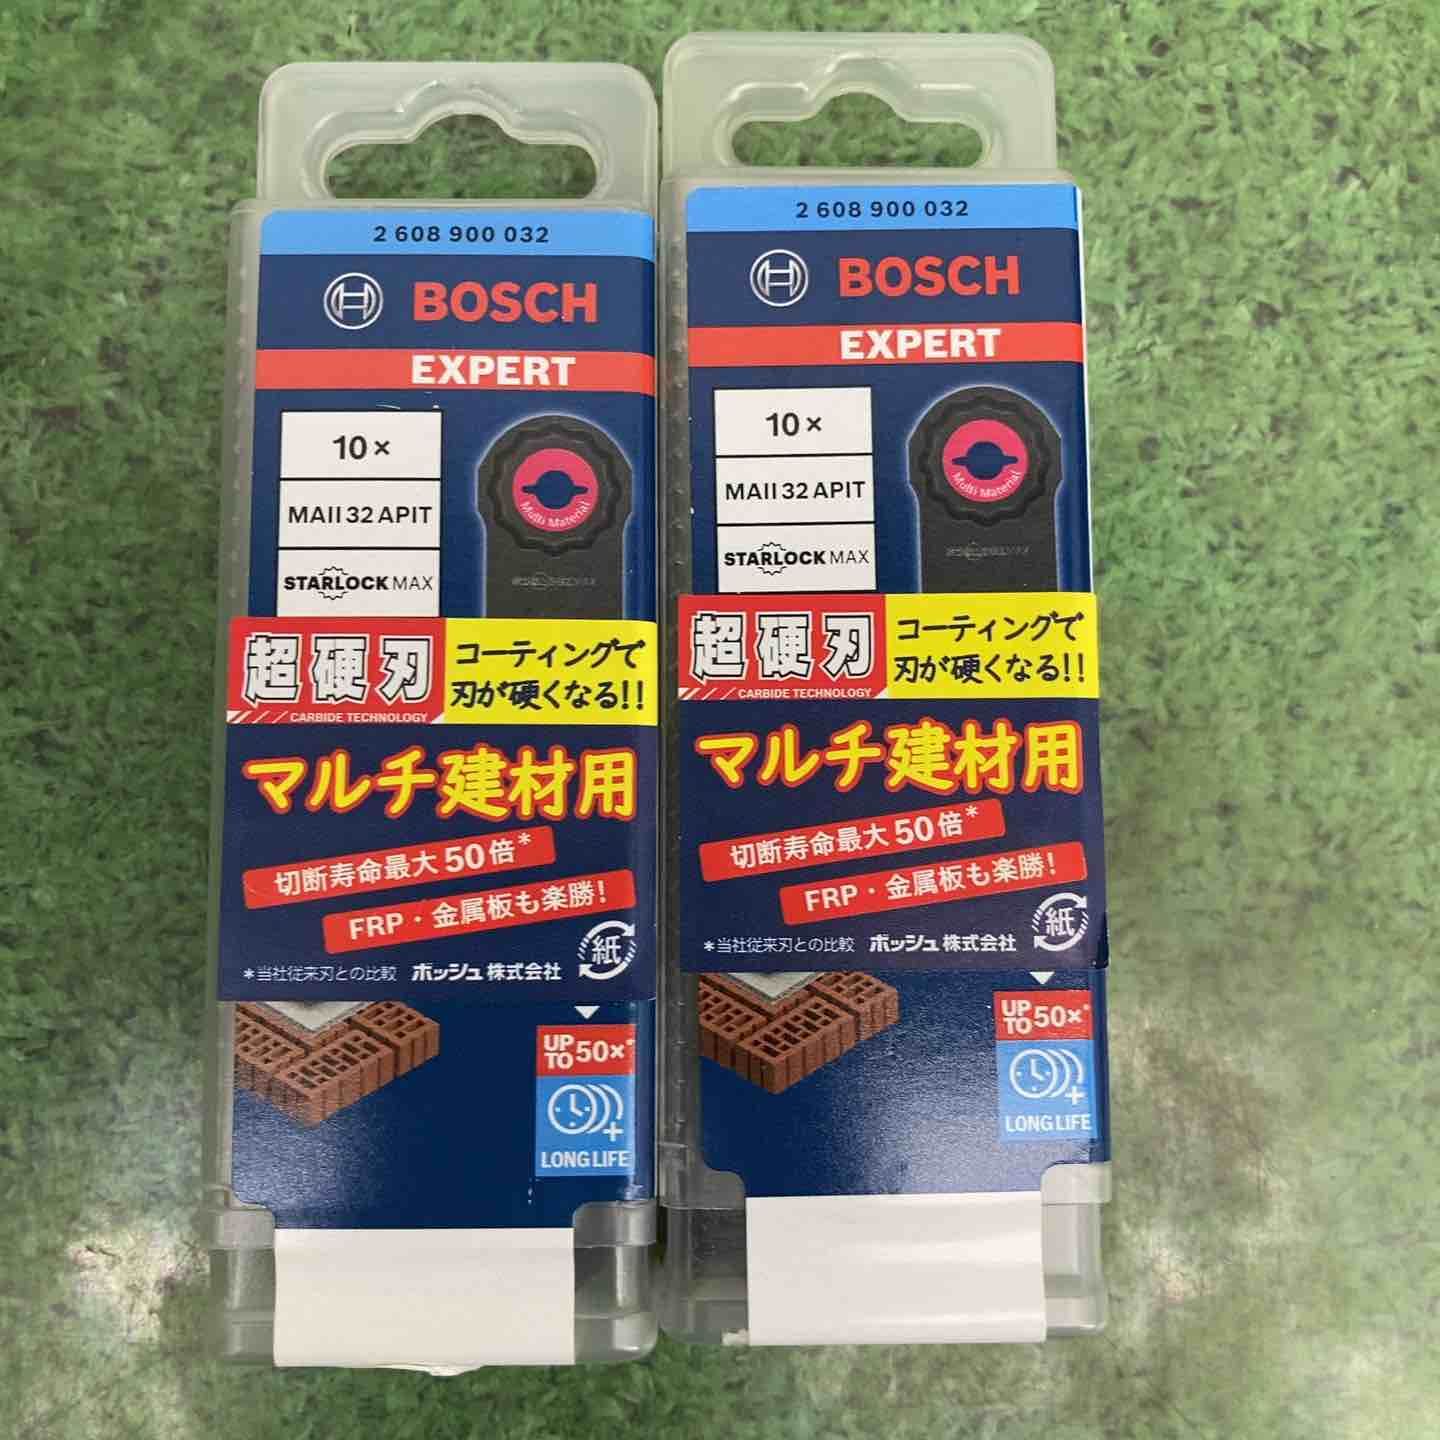 2 608 900 032
BOSCH
EXPERT
10×
Multi Material
MAII 32 APIT
STARLOCK MAX
超硬刃
CARBIDE TECHNOLOGY
コーティングで
刃が硬くなる!!
マルチ建材用
切断寿命最大50倍*
FRP・金属板も楽勝!
*当社従来刃との比較 ボッシュ株式会社
紙
UP TO 50×*
LONG LIFE
2 608 900 032
BOSCH
EXPERT
10×
Multi Material
MAII 32 APIT
STARLOCK MAX
超硬刃
CARBIDE TECHNOLOGY
コーティングで
刃が硬くなる!!
マルチ建材用
切断寿命最大50倍*
FRP・金属板も楽勝!
*当社従来刃との比較 ボッシュ株式会社
紙
UP TO 50×*
LONG LIFE